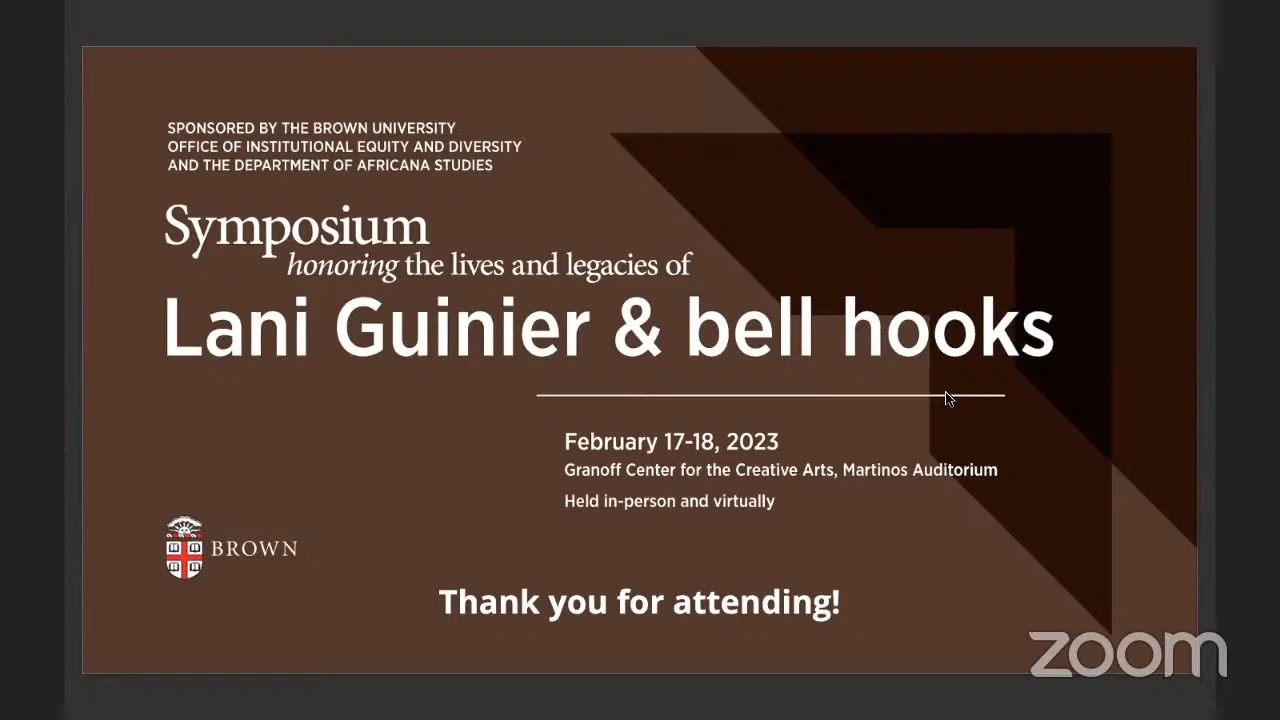 SPONSORED BY THE BROWN UNIVERSITY
OFFICE OF INSTITUTIONAL EQUITY AND DIVERSITY
AND THE DEPARTMENT OF AFRICANA STUDIES
Symposium
honoring the lives and legacies of
Lani Guinier & bell hooks
February 17-18, 2023
Granoff Center for the Creative Arts, Martinos Auditorium
Held in-person and virtually
BROWN
Thank you for attending!
zoom